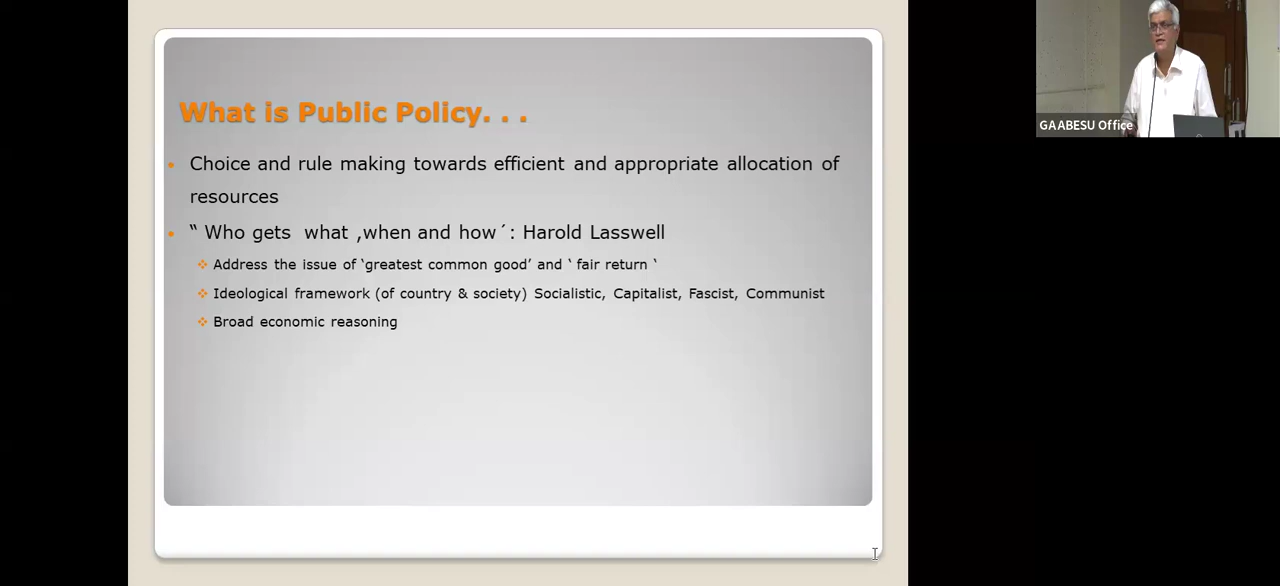 What is Public Policy. . .
Choice and rule making towards efficient and appropriate allocation of
resources
“ Who gets what ,when and how´: Harold Lasswell
Address the issue of ‘greatest common good’ and ‘ fair return ‘
Ideological framework (of country & society) Socialistic, Capitalist, Fascist, Communist
Broad economic reasoning
GAABESU Office